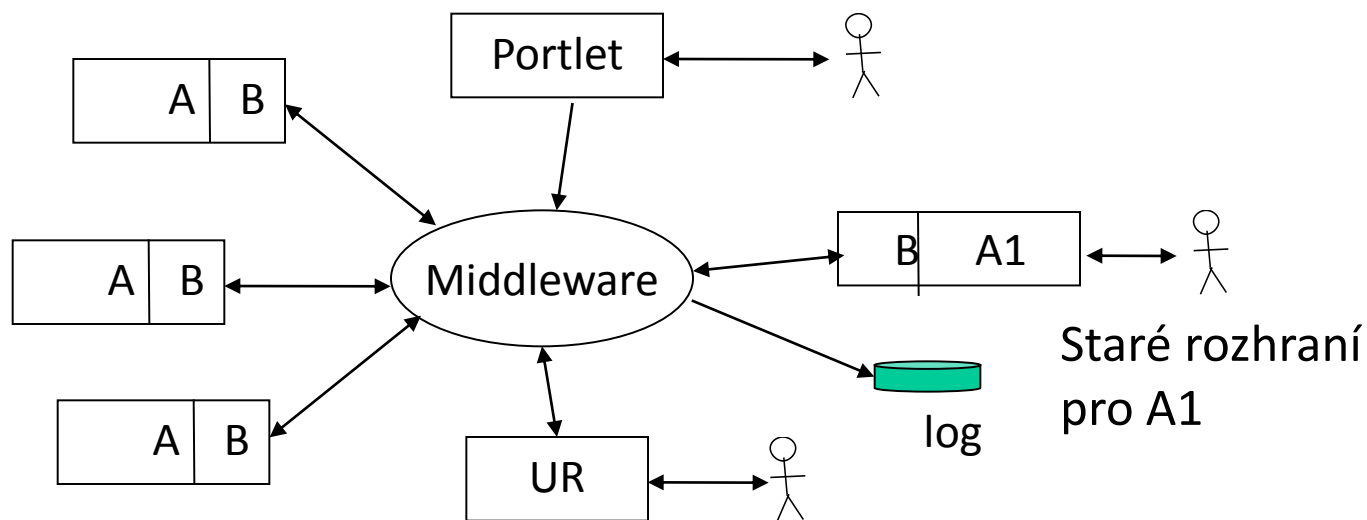 Portlet
A B
A B
Middleware
B A1
Staré rozhraní
pro A1
A B
log
UR